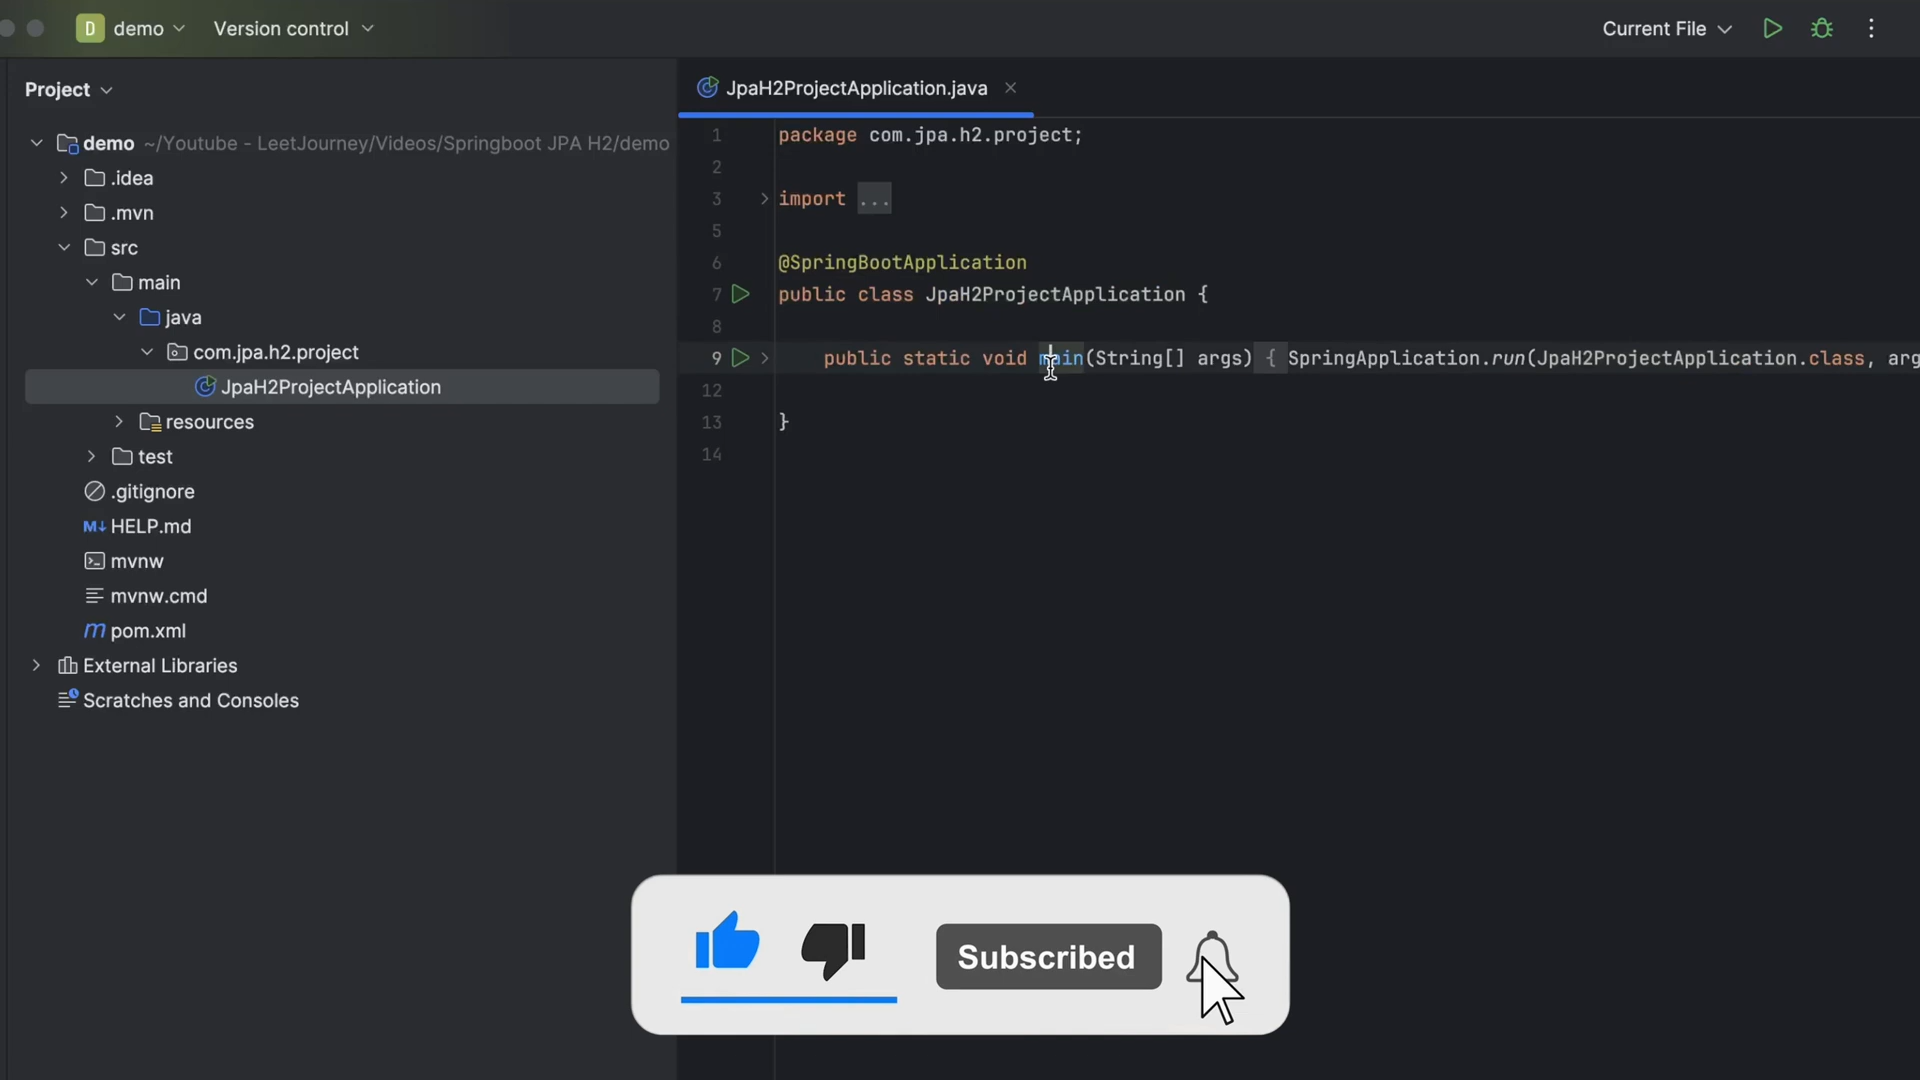 D demo Version control Current File
Project
JpaH2ProjectApplication.java
demo ~/Youtube - LeetJourney/Videos/Springboot JPA H2/demo
.idea
.mvn
src
main
java
com.jpa.h2.project
JpaH2ProjectApplication
resources
test
.gitignore
M↓ HELP.md
mvnw
mvnw.cmd
m pom.xml
External Libraries
Scratches and Consoles
1 package com.jpa.h2.project;
2
3 import ...
5
6 @SpringBootApplication
7 public class JpaH2ProjectApplication {
8
9 public static void main(String[] args) { SpringApplication.run(JpaH2ProjectApplication.class, arg
12
13 }
14
Subscribed